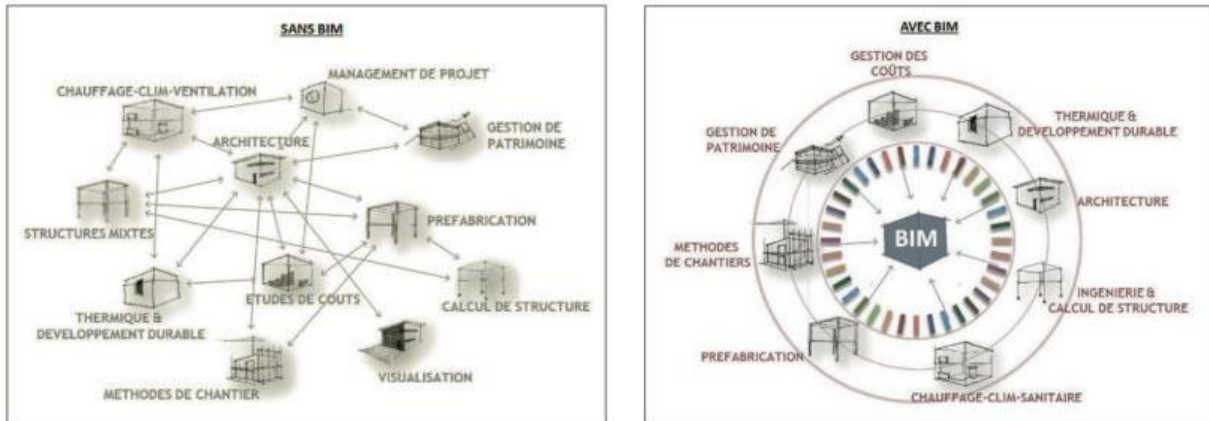 SANS BIM
MANAGEMENT DE PROJET
CHAUFFAGE-CLIM-VENTILATION
ARCHITECTURE
GESTION DE
PATRIMOINE
STRUCTURES MIXTES
PREFABRICATION
ETUDES DE COUTS
CALCUL DE STRUCTURE
THERMIQUE &
DEVELOPPEMENT DURABLE
VISUALISATION
METHODES DE CHANTIER
AVEC BIM
GESTION DES
COÛTS
THERMIQUE &
DEVELOPPEMENT DURABLE
GESTION DE
PATRIMOINE
ARCHITECTURE
BIM
METHODES
DE CHANTIERS
INGENIERIE &
CALCUL DE STRUCTURE
PREFABRICATION
CHAUFFAGE-CLIM-SANITAIRE